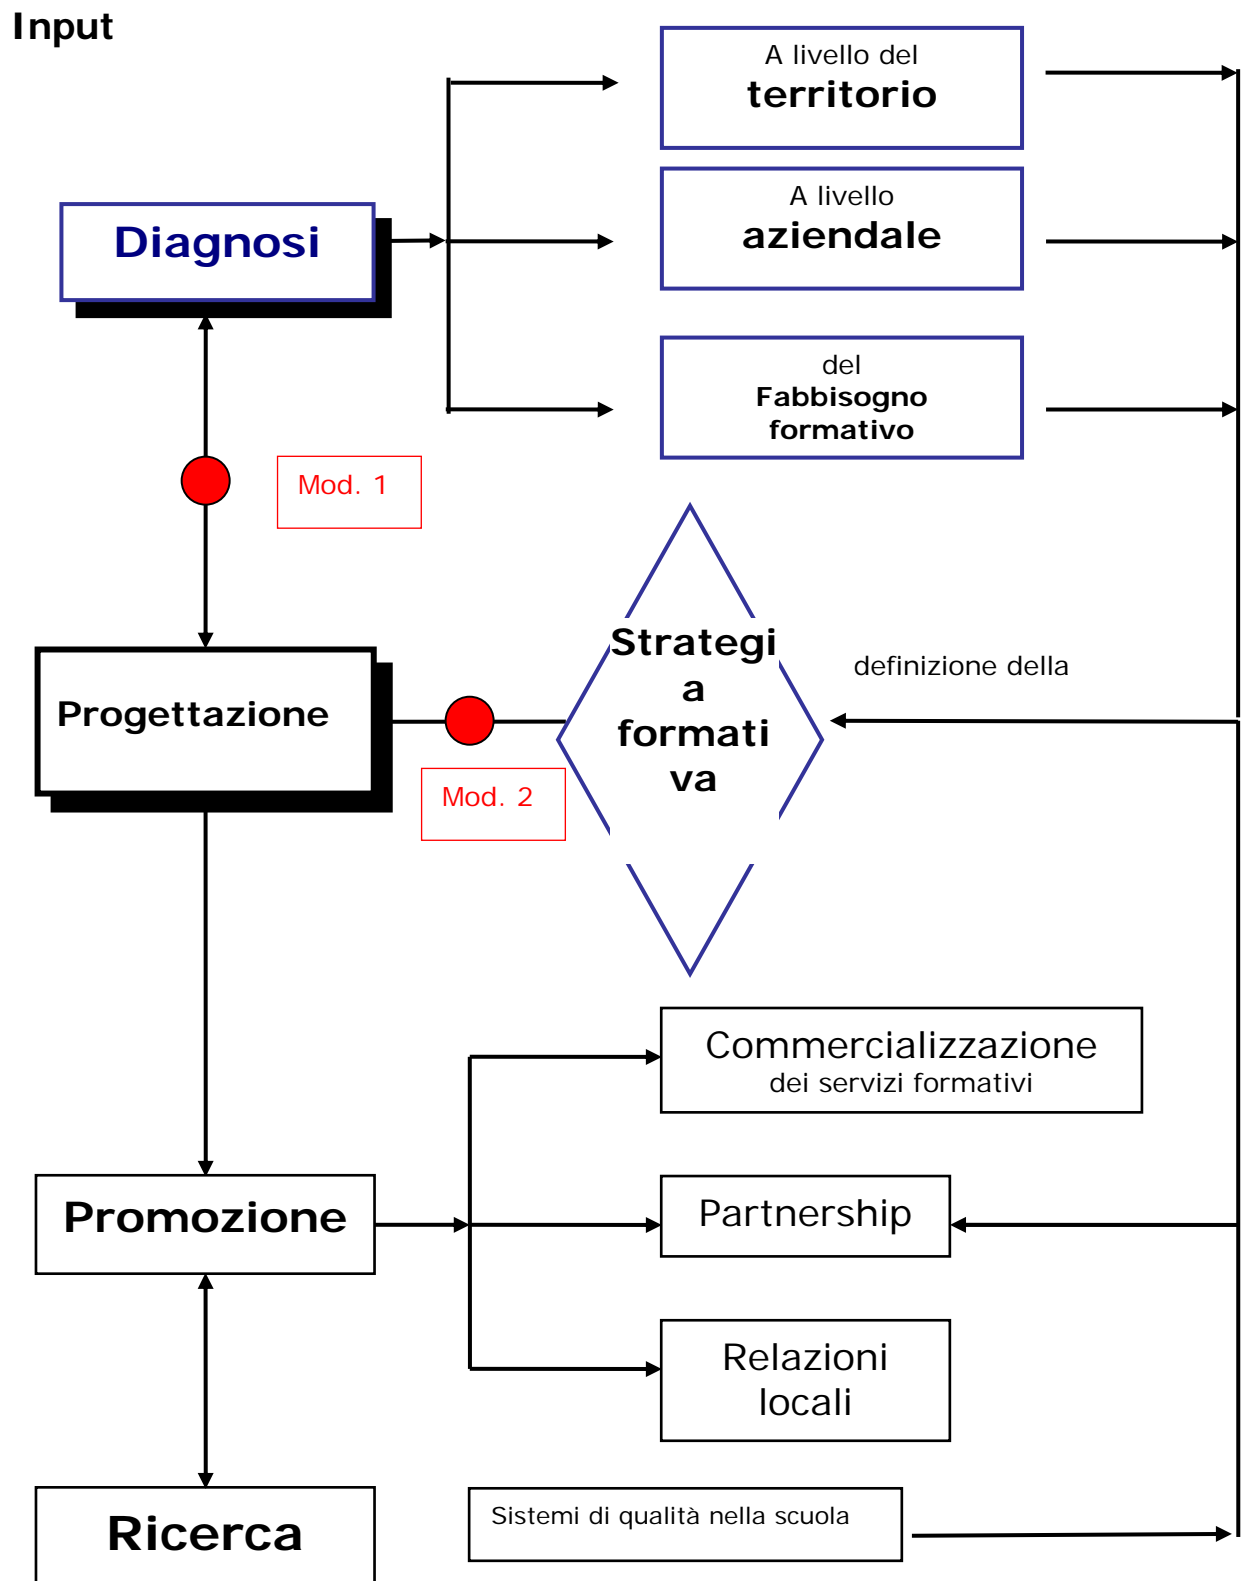 Input
A livello del
territorio
A livello
aziendale
Diagnosi
del
Fabbisogno
formativo
Mod. 1
Strategi
a
formati
va
definizione della
Progettazione
Mod. 2
Commercializzazione
dei servizi formativi
Promozione
Partnership
Relazioni
locali
Ricerca
Sistemi di qualità nella scuola